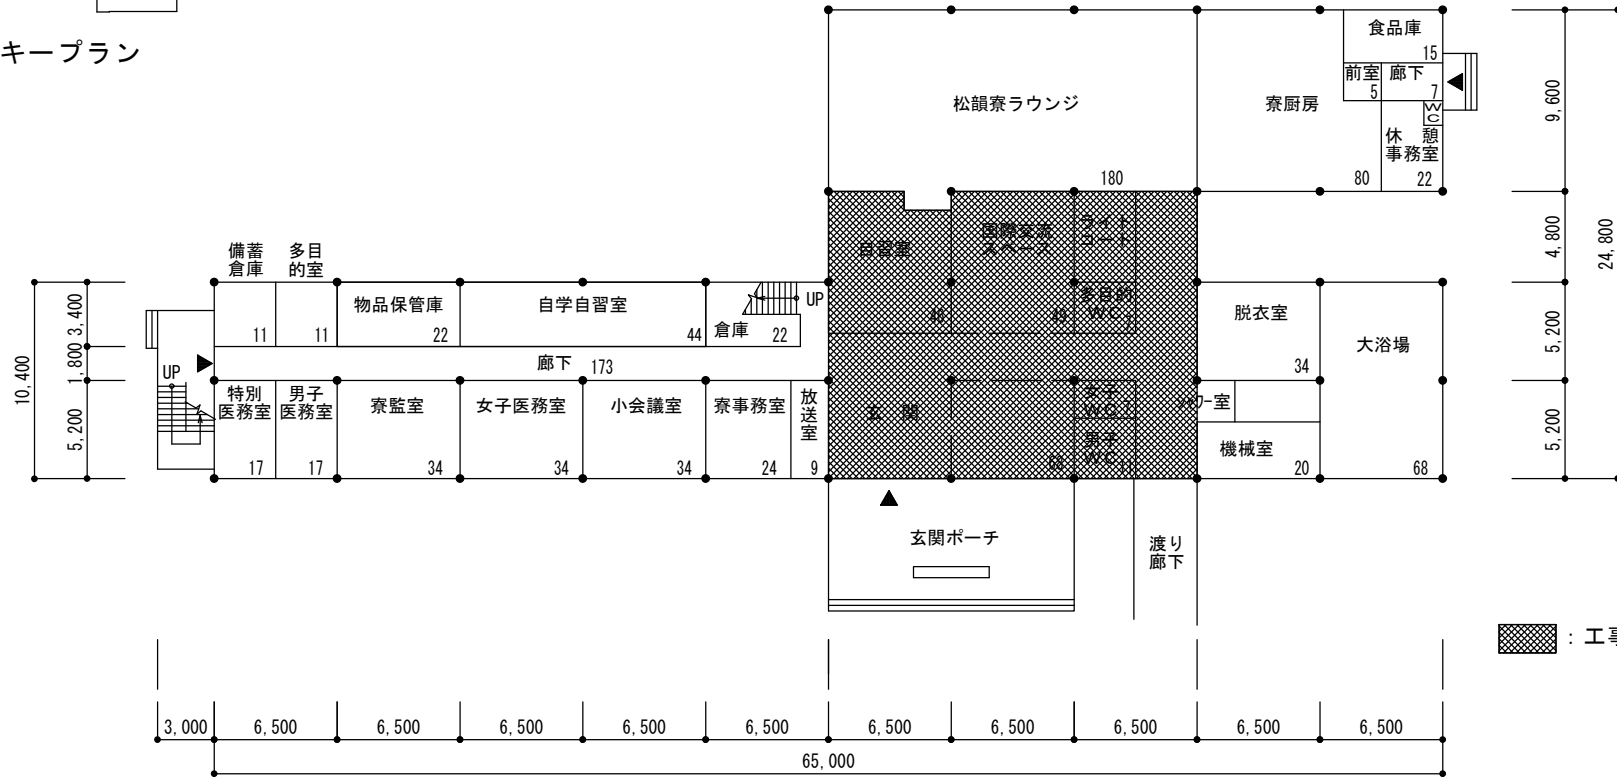 キープラン
食品庫
15
前室
5
廊下
7
WC
松韻寮ラウンジ
180
寮厨房
80
休憩
事務室
22
9,600
4,800
5,200
5,200
24,800
自習室
46
国際交流
スペース
49
ライト
コート
多目的
WC
7
備蓄
倉庫
11
多目
的室
11
物品保管庫
22
自学自習室
44
倉庫
22
UP
脱衣室
34
大浴場
68
廊下 173
UP
3,400
1,800
5,200
10,400
特別
医務室
17
男子
医務室
17
寮監室
34
女子医務室
34
小会議室
34
寮事務室
24
放送室
9
玄関
68
女子
WC
男子
WC
11
シャワー室
機械室
20
玄関ポーチ
渡り
廊下
:工事
3,000
6,500
6,500
6,500
6,500
6,500
6,500
6,500
6,500
6,500
6,500
65,000